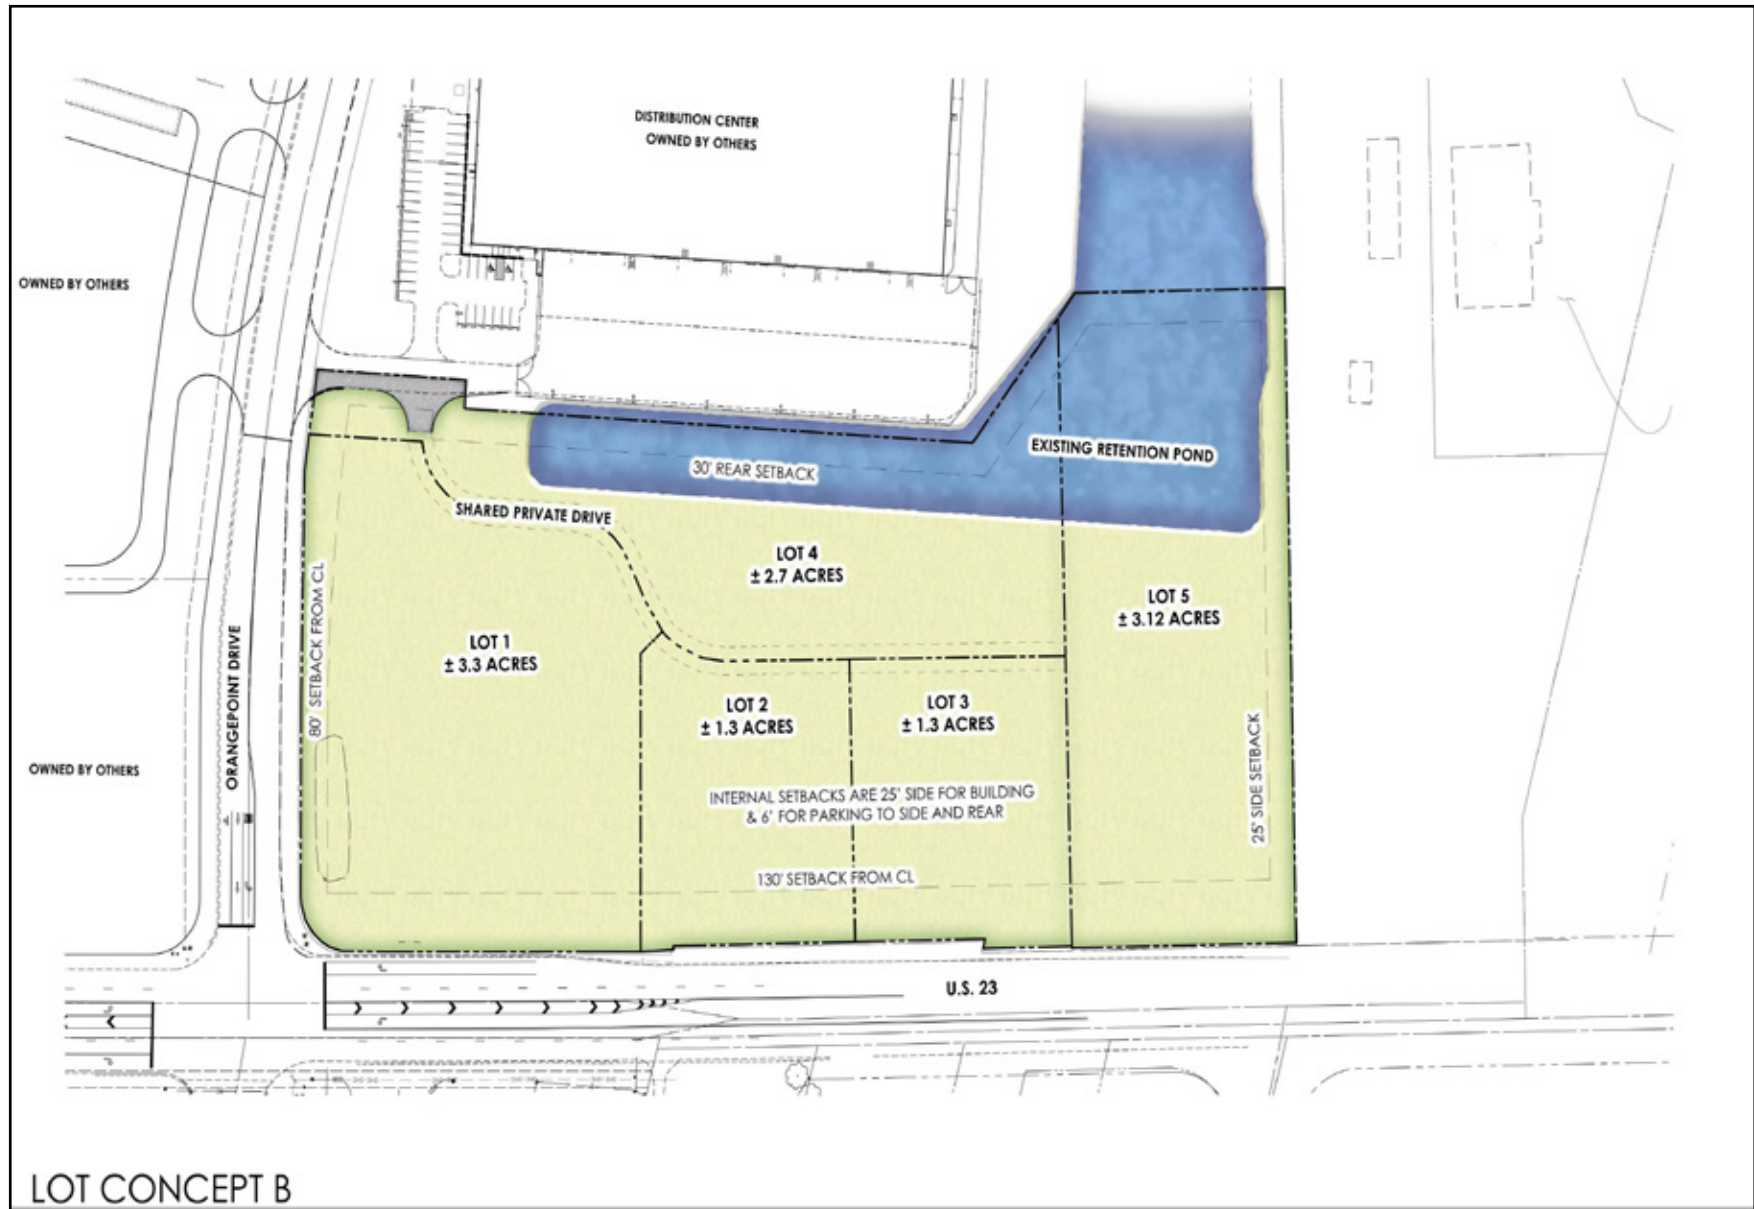 DISTRIBUTION CENTER
OWNED BY OTHERS
OWNED BY OTHERS
EXISTING RETENTION POND
30' REAR SETBACK
SHARED PRIVATE DRIVE
LOT 4
± 2.7 ACRES
LOT 5
± 3.12 ACRES
80' SETBACK FROM CL
LOT 1
± 3.3 ACRES
ORANGEPOINT DRIVE
LOT 2
± 1.3 ACRES
LOT 3
± 1.3 ACRES
OWNED BY OTHERS
25' SIDE SETBACK
INTERNAL SETBACKS ARE 25' SIDE FOR BUILDING
& 6' FOR PARKING TO SIDE AND REAR
130' SETBACK FROM CL
U.S. 23
LOT CONCEPT B